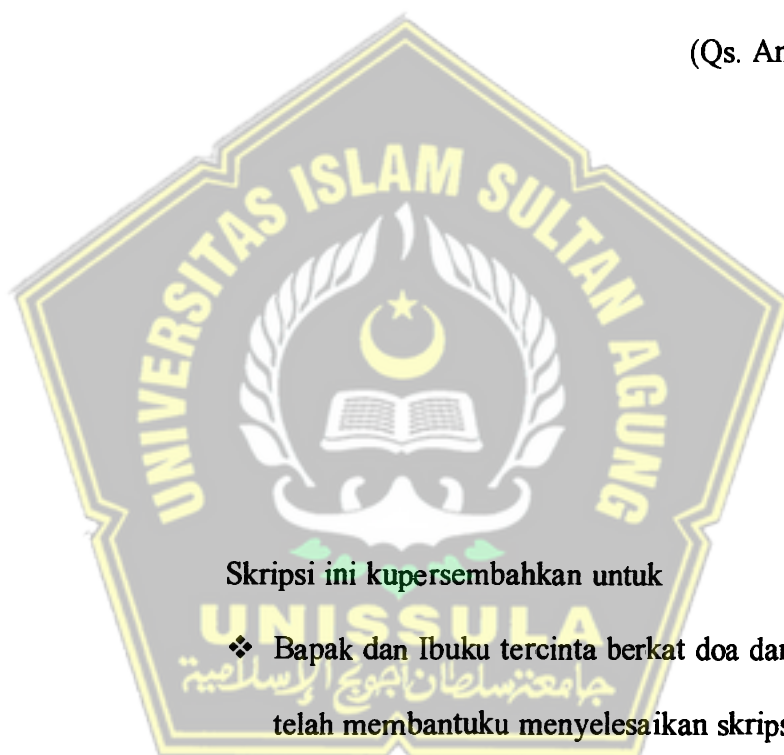 (Qs. An
UNIVERSITAS ISLAM SULTAN AGUNG
Skripsi ini kupersembahkan untuk
UNISSULA
❖ Bapak dan Ibuku tercinta berkat doa dan
جامعة سلطان أجونج الإسلامية
telah membantuku menyelesaikan skrips